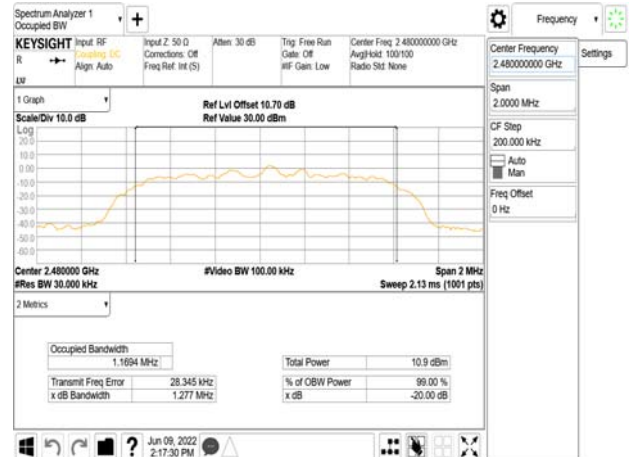 Spectrum Analyzer 1
Occupied BW
Frequency
KEYSIGHT
R
LU
Input: RF
Coupling: DC
Align: Auto
Input Z: 50 Ω
Corrections: Off
Freq Ref: Int (S)
Atten: 30 dB
Trig: Free Run
Gate: Off
#IF Gain: Low
Center Freq: 2.480000000 GHz
Avg|Hold: 100/100
Radio Std: None
Center Frequency
2.480000000 GHz
Settings
Span
2.0000 MHz
CF Step
200.000 kHz
Auto
Man
Freq Offset
0 Hz
1 Graph
Scale/Div 10.0 dB
Ref Lvl Offset 10.70 dB
Ref Value 30.00 dBm
Log
20.0
10.0
0.00
-10.0
-20.0
-30.0
-40.0
-50.0
-60.0
Center 2.480000 GHz
#Res BW 30.000 kHz
#Video BW 100.00 kHz
Span 2 MHz
Sweep 2.13 ms (1001 pts)
2 Metrics
Occupied Bandwidth
1.1694 MHz
Total Power 10.9 dBm
Transmit Freq Error 28.345 kHz
% of OBW Power 99.00 %
x dB Bandwidth 1.277 MHz
x dB -20.00 dB
?
Jun 09, 2022
2:17:30 PM